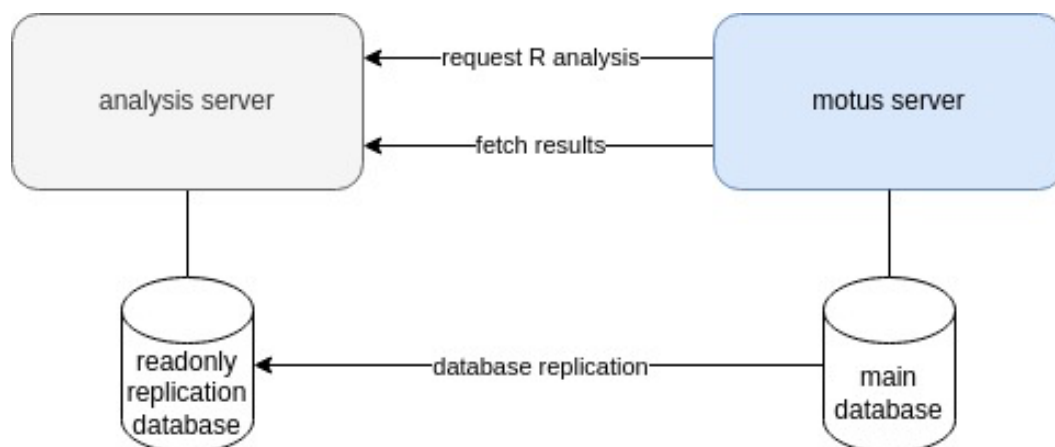 request R analysis
analysis server
motus server
fetch results
readonly
replication
database
database replication
main
database